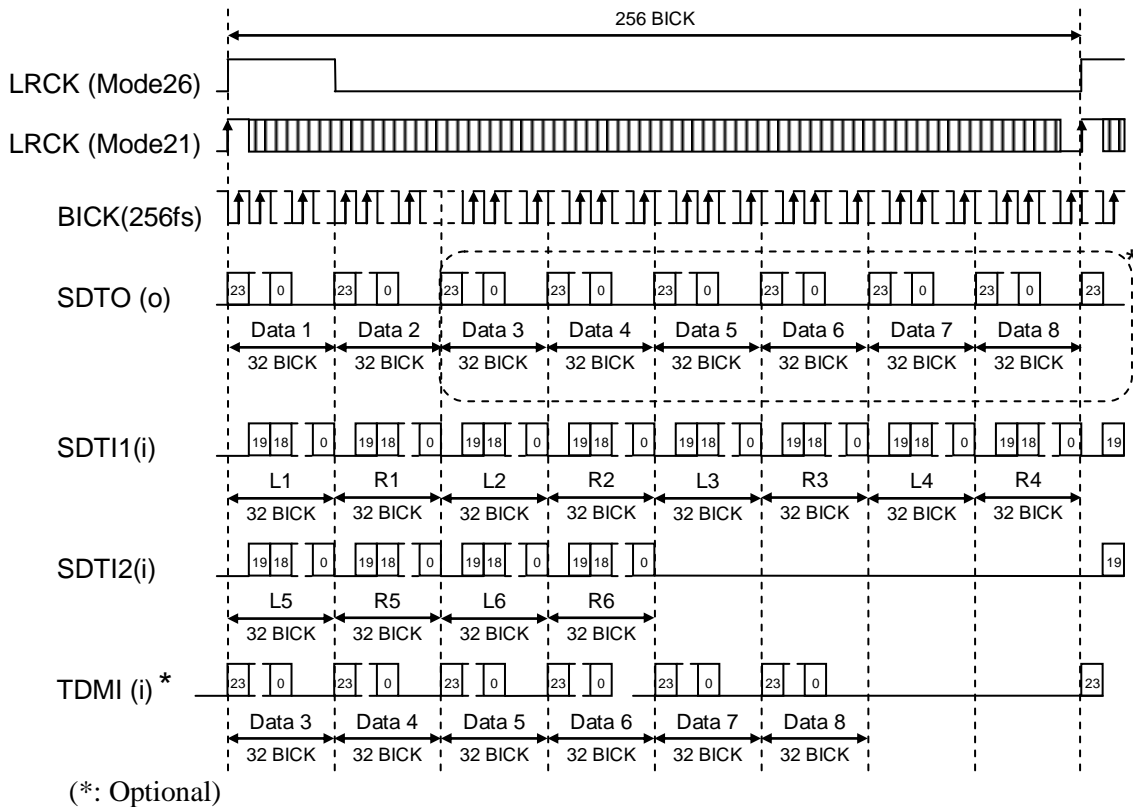 256 BICK
LRCK (Mode26)
LRCK (Mode21)
BICK(256fs)
*
SDTO (o)
23 0 23 0 23 0 23 0 23 0 23 0 23 0 23 0 23
Data 1 Data 2 Data 3 Data 4 Data 5 Data 6 Data 7 Data 8
32 BICK 32 BICK 32 BICK 32 BICK 32 BICK 32 BICK 32 BICK 32 BICK
SDTI1(i)
19 18 0 19 18 0 19 18 0 19 18 0 19 18 0 19 18 0 19 18 0 19 18 0 19
L1 R1 L2 R2 L3 R3 L4 R4
32 BICK 32 BICK 32 BICK 32 BICK 32 BICK 32 BICK 32 BICK 32 BICK
SDTI2(i)
19 18 0 19 18 0 19 18 0 19 18 0 19
L5 R5 L6 R6
32 BICK 32 BICK 32 BICK 32 BICK
TDMI (i) *
23 0 23 0 23 0 23 0 23 0 23 0 23
Data 3 Data 4 Data 5 Data 6 Data 7 Data 8
32 BICK 32 BICK 32 BICK 32 BICK 32 BICK 32 BICK
(*: Optional)